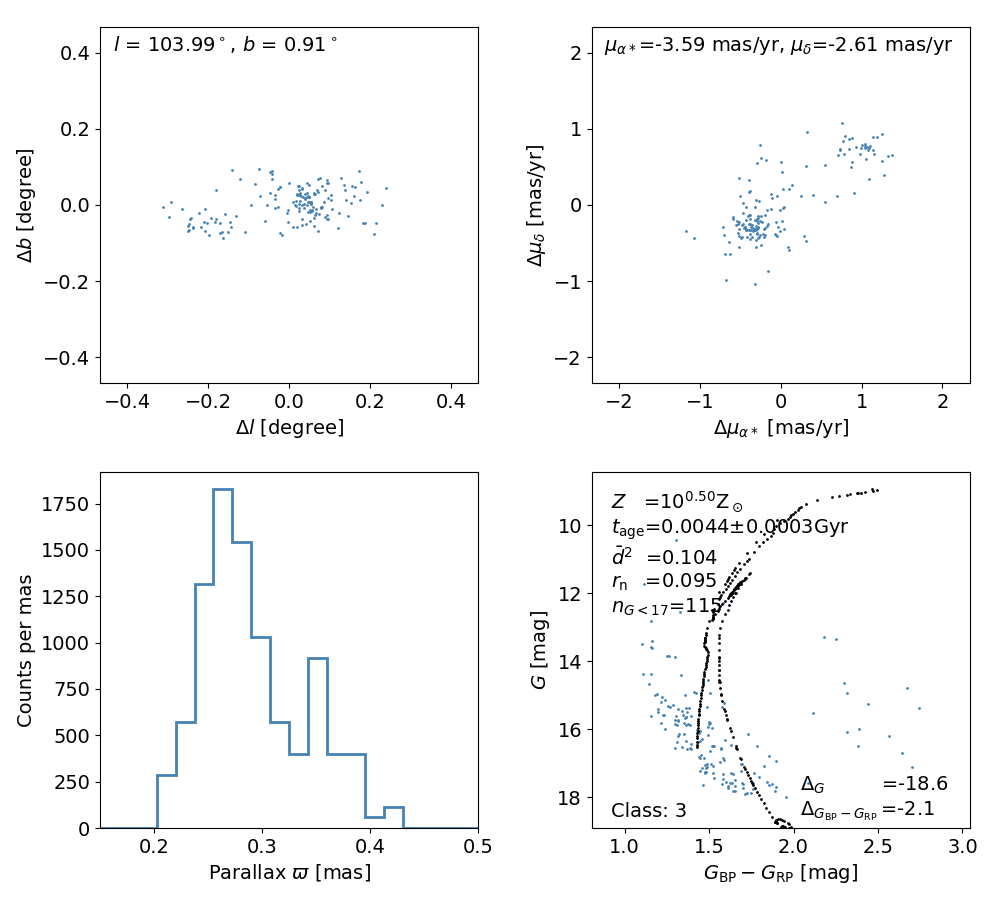 l = 103.99°, b = 0.91°
0.4
0.2
0.0
−0.2
−0.4
Δb [degree]
−0.4 −0.2 0.0 0.2 0.4
Δl [degree]
μα*=-3.59 mas/yr, μδ=-2.61 mas/yr
2
1
0
−1
−2
Δμδ [mas/yr]
−2 −1 0 1 2
Δμα* [mas/yr]
1750
1500
1250
1000
750
500
250
0
Counts per mas
0.2 0.3 0.4 0.5
Parallax ϖ [mas]
Z =10^0.50Z⊙
tage=0.0044±0.0003Gyr
d̄² =0.104
rn =0.095
nG<17=115
10
12
14
16
18
G [mag]
ΔG =-18.6
ΔGBP−GRP=-2.1
Class: 3
1.0 1.5 2.0 2.5 3.0
GBP − GRP [mag]